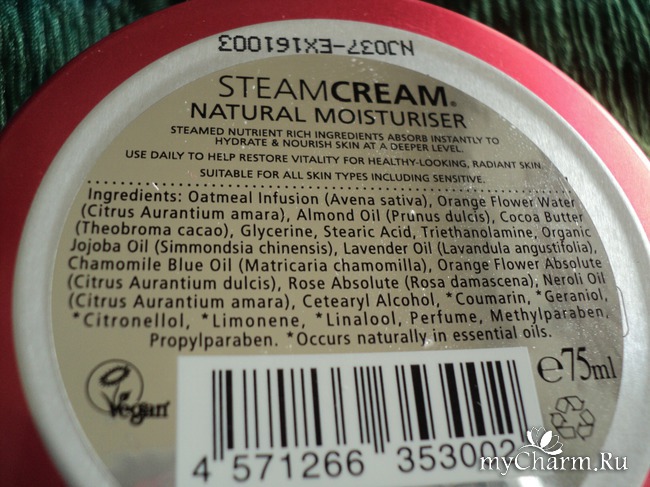 NJ037-EX161003
STEAMCREAM®
NATURAL MOISTURISER
STEAMED NUTRIENT RICH INGREDIENTS ABSORB INSTANTLY TO
HYDRATE & NOURISH SKIN AT A DEEPER LEVEL.
USE DAILY TO HELP RESTORE VITALITY FOR HEALTHY-LOOKING, RADIANT SKIN.
SUITABLE FOR ALL SKIN TYPES INCLUDING SENSITIVE.
Ingredients: Oatmeal Infusion (Avena sativa), Orange Flower Water
(Citrus Aurantium amara), Almond Oil (Prunus dulcis), Cocoa Butter
(Theobroma cacao), Glycerine, Stearic Acid, Triethanolamine, Organic
Jojoba Oil (Simmondsia chinensis), Lavender Oil (Lavandula angustifolia),
Chamomile Blue Oil (Matricaria chamomilla), Orange Flower Absolute
(Citrus Aurantium dulcis), Rose Absolute (Rosa damascena), Neroli Oil
(Citrus Aurantium amara), Cetearyl Alcohol, *Coumarin, *Geraniol,
*Citronellol, *Limonene, *Linalool, Perfume, Methylparaben,
Propylparaben. *Occurs naturally in essential oils.
Vegan
e75ml
4 571266 353002
myCharm.Ru